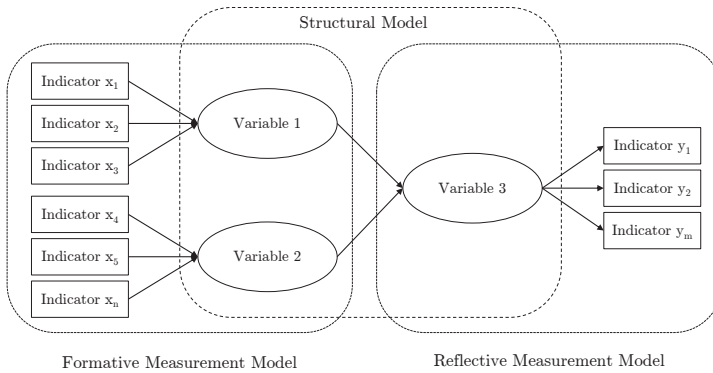 Structural Model
Indicator x₁
Indicator x₂
Indicator x₃
Indicator x₄
Indicator x₅
Indicator xₙ
Variable 1
Variable 2
Variable 3
Indicator y₁
Indicator y₂
Indicator yₘ
Formative Measurement Model
Reflective Measurement Model